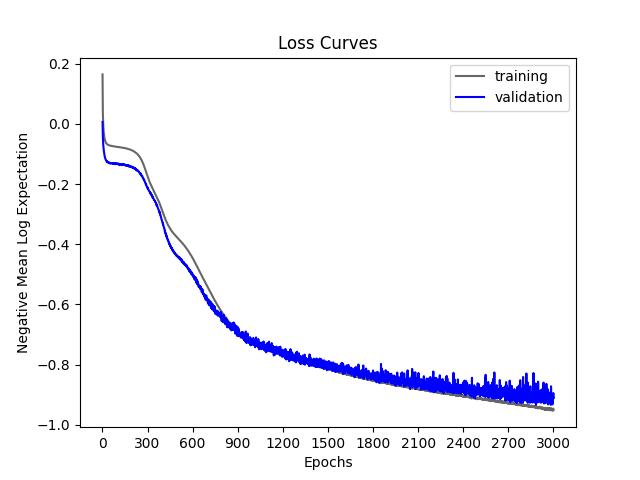 Loss Curves
training
validation
Negative Mean Log Expectation
0.2
0.0
−0.2
−0.4
−0.6
−0.8
−1.0
0 300 600 900 1200 1500 1800 2100 2400 2700 3000
Epochs